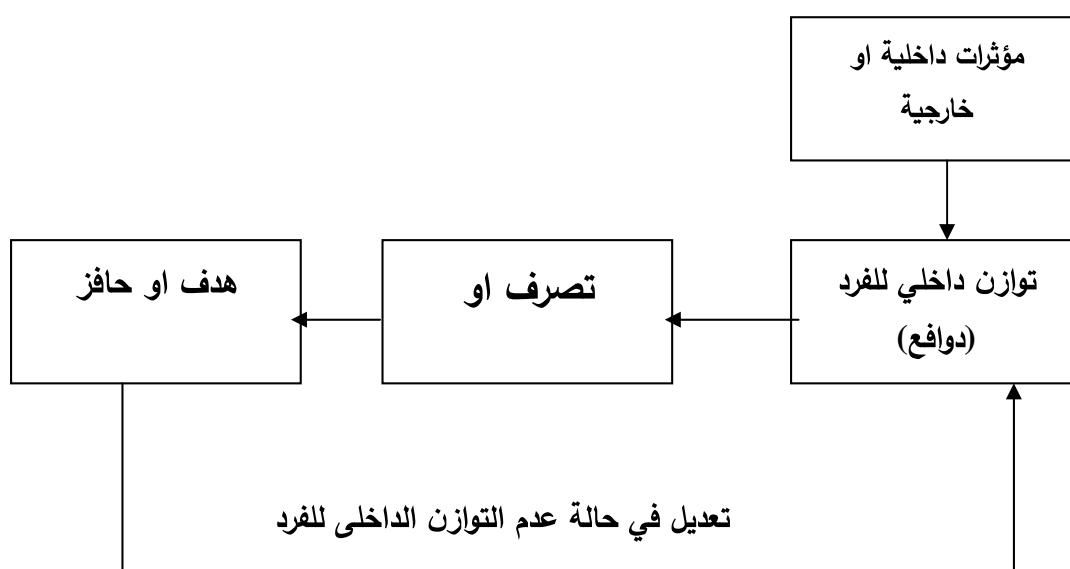 مؤثرات داخلية او
خارجية
توازن داخلي للفرد
(دوافع)
تصرف او
هدف او حافز
تعديل في حالة عدم التوازن الداخلى للفرد